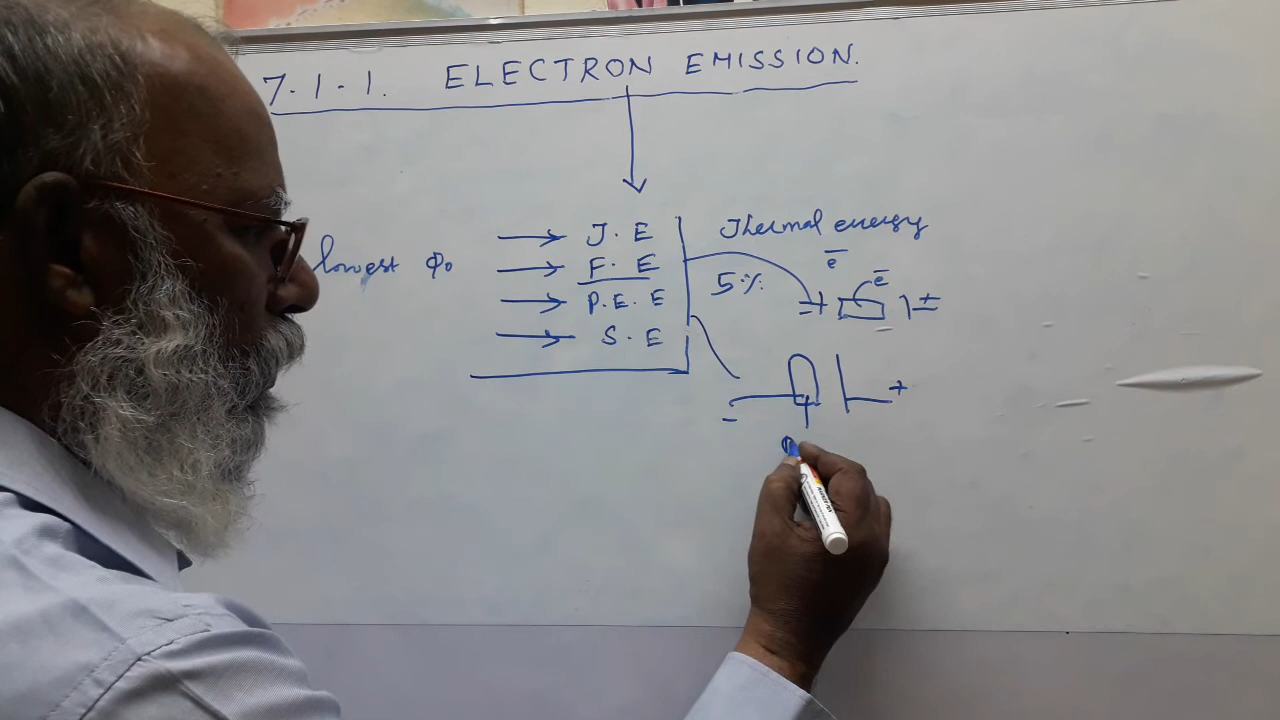 7.1.1. ELECTRON EMISSION.
J. E
lowest Φ₀
F. E
P. E. E
S. E
Thermal energy
5%
e̅
e̅
- +
- +